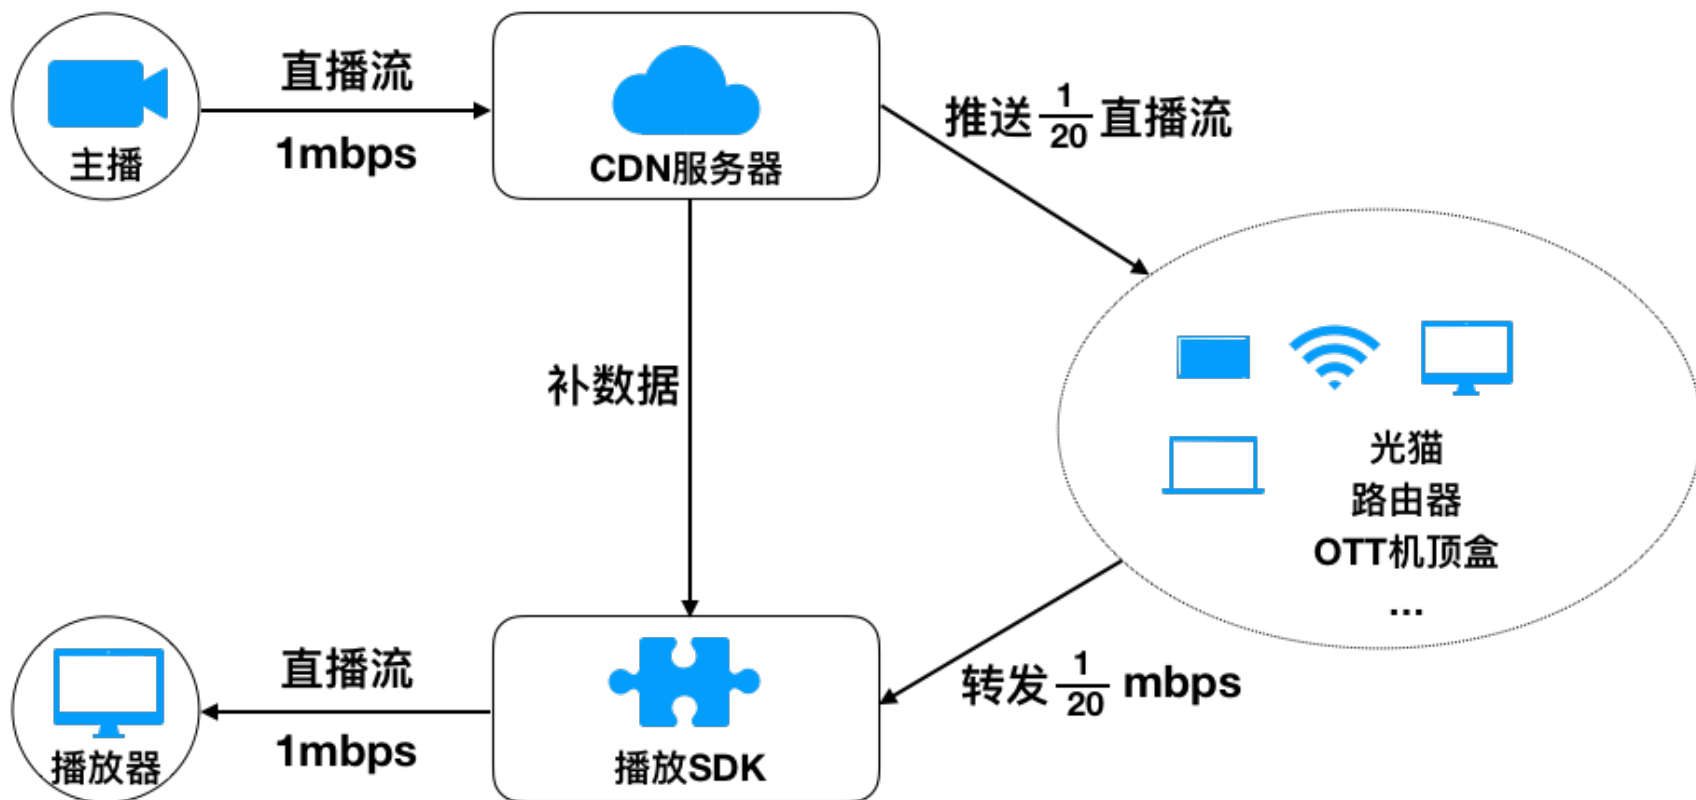 直播流
1mbps
主播
CDN服务器
推送 1/20 直播流
补数据
光猫
路由器
OTT机顶盒
...
转发 1/20 mbps
直播流
1mbps
播放器
播放SDK